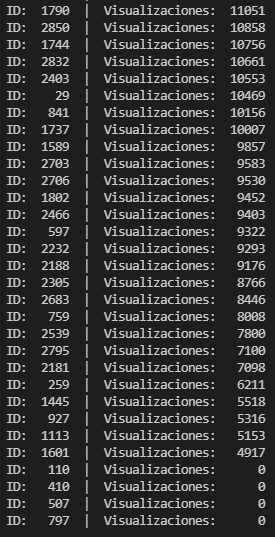 ID: 1790 | Visualizaciones: 11051
ID: 2850 | Visualizaciones: 10858
ID: 1744 | Visualizaciones: 10756
ID: 2832 | Visualizaciones: 10661
ID: 2403 | Visualizaciones: 10553
ID: 29 | Visualizaciones: 10469
ID: 841 | Visualizaciones: 10156
ID: 1737 | Visualizaciones: 10007
ID: 1589 | Visualizaciones: 9857
ID: 2703 | Visualizaciones: 9583
ID: 2706 | Visualizaciones: 9530
ID: 1802 | Visualizaciones: 9452
ID: 2466 | Visualizaciones: 9403
ID: 597 | Visualizaciones: 9322
ID: 2232 | Visualizaciones: 9293
ID: 2188 | Visualizaciones: 9176
ID: 2305 | Visualizaciones: 8766
ID: 2683 | Visualizaciones: 8446
ID: 759 | Visualizaciones: 8008
ID: 2539 | Visualizaciones: 7800
ID: 2795 | Visualizaciones: 7100
ID: 2181 | Visualizaciones: 7098
ID: 259 | Visualizaciones: 6211
ID: 1445 | Visualizaciones: 5518
ID: 927 | Visualizaciones: 5316
ID: 1113 | Visualizaciones: 5153
ID: 1601 | Visualizaciones: 4917
ID: 110 | Visualizaciones: 0
ID: 410 | Visualizaciones: 0
ID: 507 | Visualizaciones: 0
ID: 797 | Visualizaciones: 0